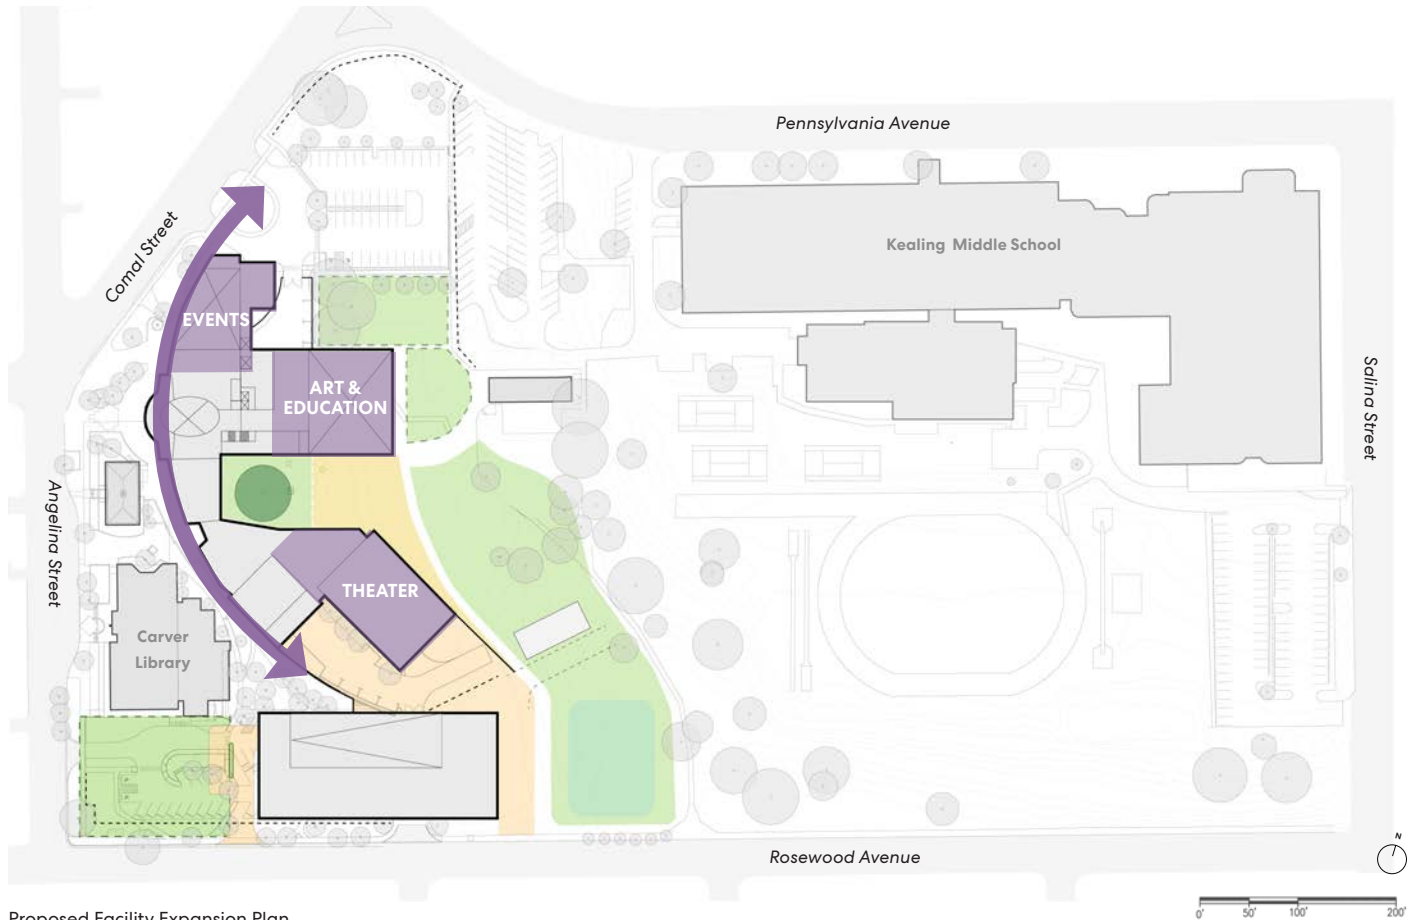 Pennsylvania Avenue
Comal Street
Kealing Middle School
EVENTS
ART &
EDUCATION
Salina Street
Angelina Street
THEATER
Carver
Library
Rosewood Avenue
N
0' 50' 100' 200'
Proposed Facility Expansion Plan